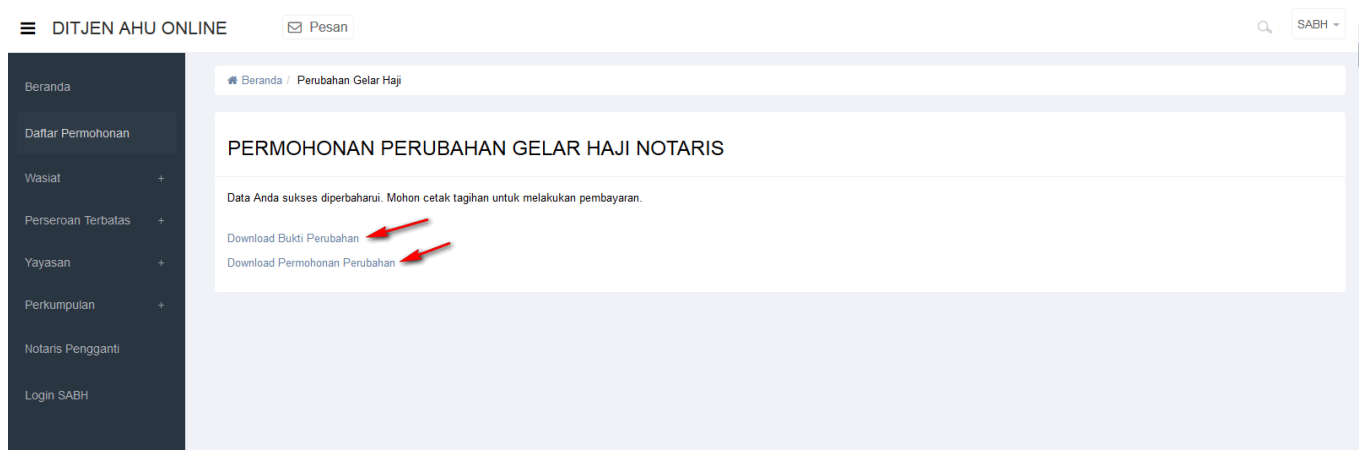 DITJEN AHU ONLINE
Pesan
SABH
Beranda / Perubahan Gelar Haji
Beranda
Daftar Permohonan
Wasiat +
Perseroan Terbatas +
Yayasan +
Perkumpulan +
Notaris Pengganti
Login SABH
PERMOHONAN PERUBAHAN GELAR HAJI NOTARIS
Data Anda sukses diperbaharui. Mohon cetak tagihan untuk melakukan pembayaran.
Download Bukti Perubahan
Download Permohonan Perubahan